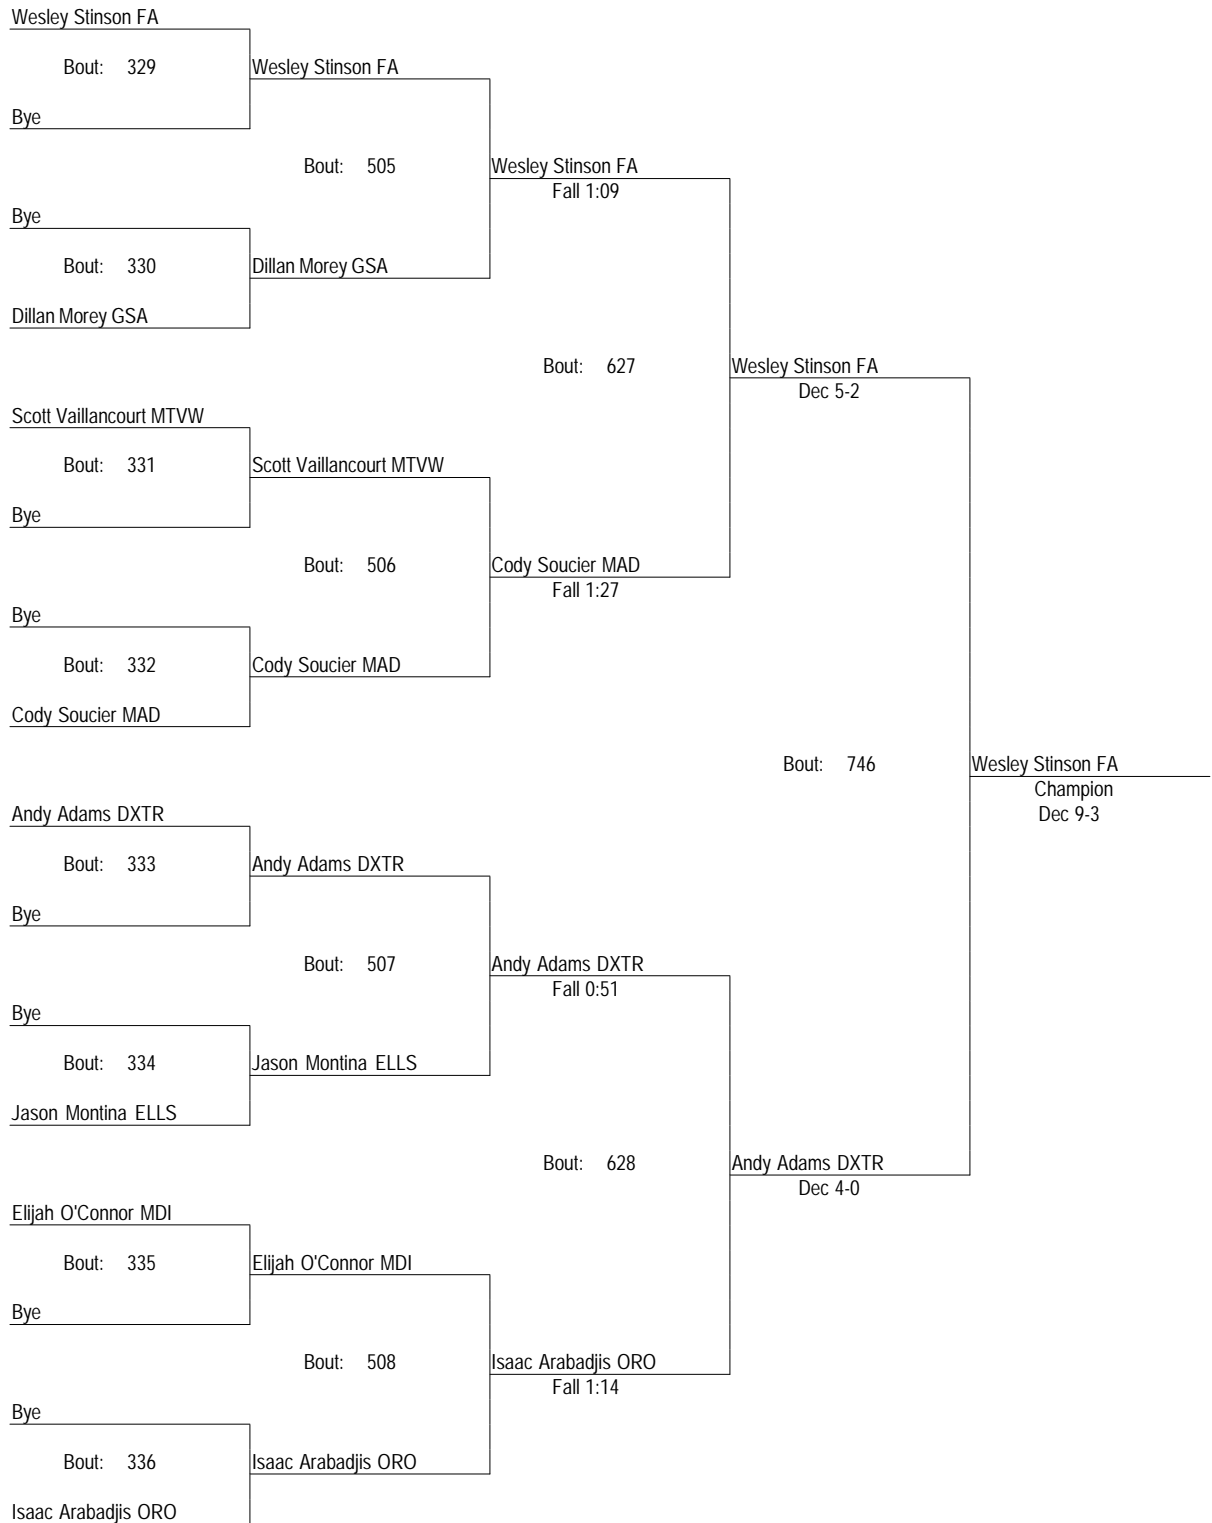 Wesley Stinson FA
Bout: 329
Wesley Stinson FA
Bye
Bout: 505
Wesley Stinson FA
Fall 1:09
Bye
Bout: 330
Dillan Morey GSA
Dillan Morey GSA
Bout: 627
Wesley Stinson FA
Dec 5-2
Scott Vaillancourt MTVW
Bout: 331
Scott Vaillancourt MTVW
Bye
Bout: 506
Cody Soucier MAD
Fall 1:27
Bye
Bout: 332
Cody Soucier MAD
Cody Soucier MAD
Bout: 746
Wesley Stinson FA
Champion
Dec 9-3
Andy Adams DXTR
Bout: 333
Andy Adams DXTR
Bye
Bout: 507
Andy Adams DXTR
Fall 0:51
Bye
Bout: 334
Jason Montina ELLS
Jason Montina ELLS
Bout: 628
Andy Adams DXTR
Dec 4-0
Elijah O'Connor MDI
Bout: 335
Elijah O'Connor MDI
Bye
Bout: 508
Isaac Arabadjis ORO
Fall 1:14
Bye
Bout: 336
Isaac Arabadjis ORO
Isaac Arabadjis ORO